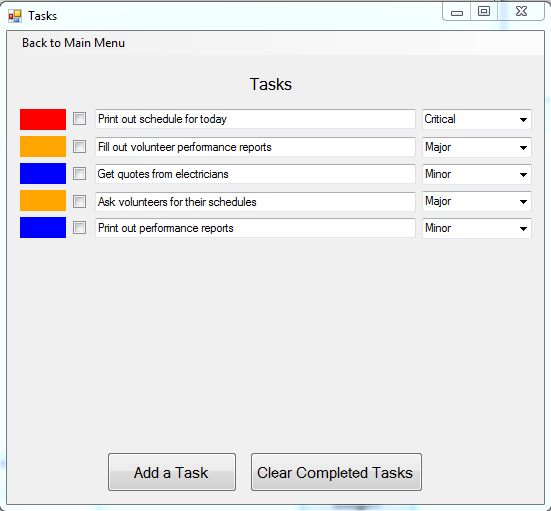 Tasks
Back to Main Menu
Tasks
Print out schedule for today Critical
Fill out volunteer performance reports Major
Get quotes from electricians Minor
Ask volunteers for their schedules Major
Print out performance reports Minor
Add a Task Clear Completed Tasks